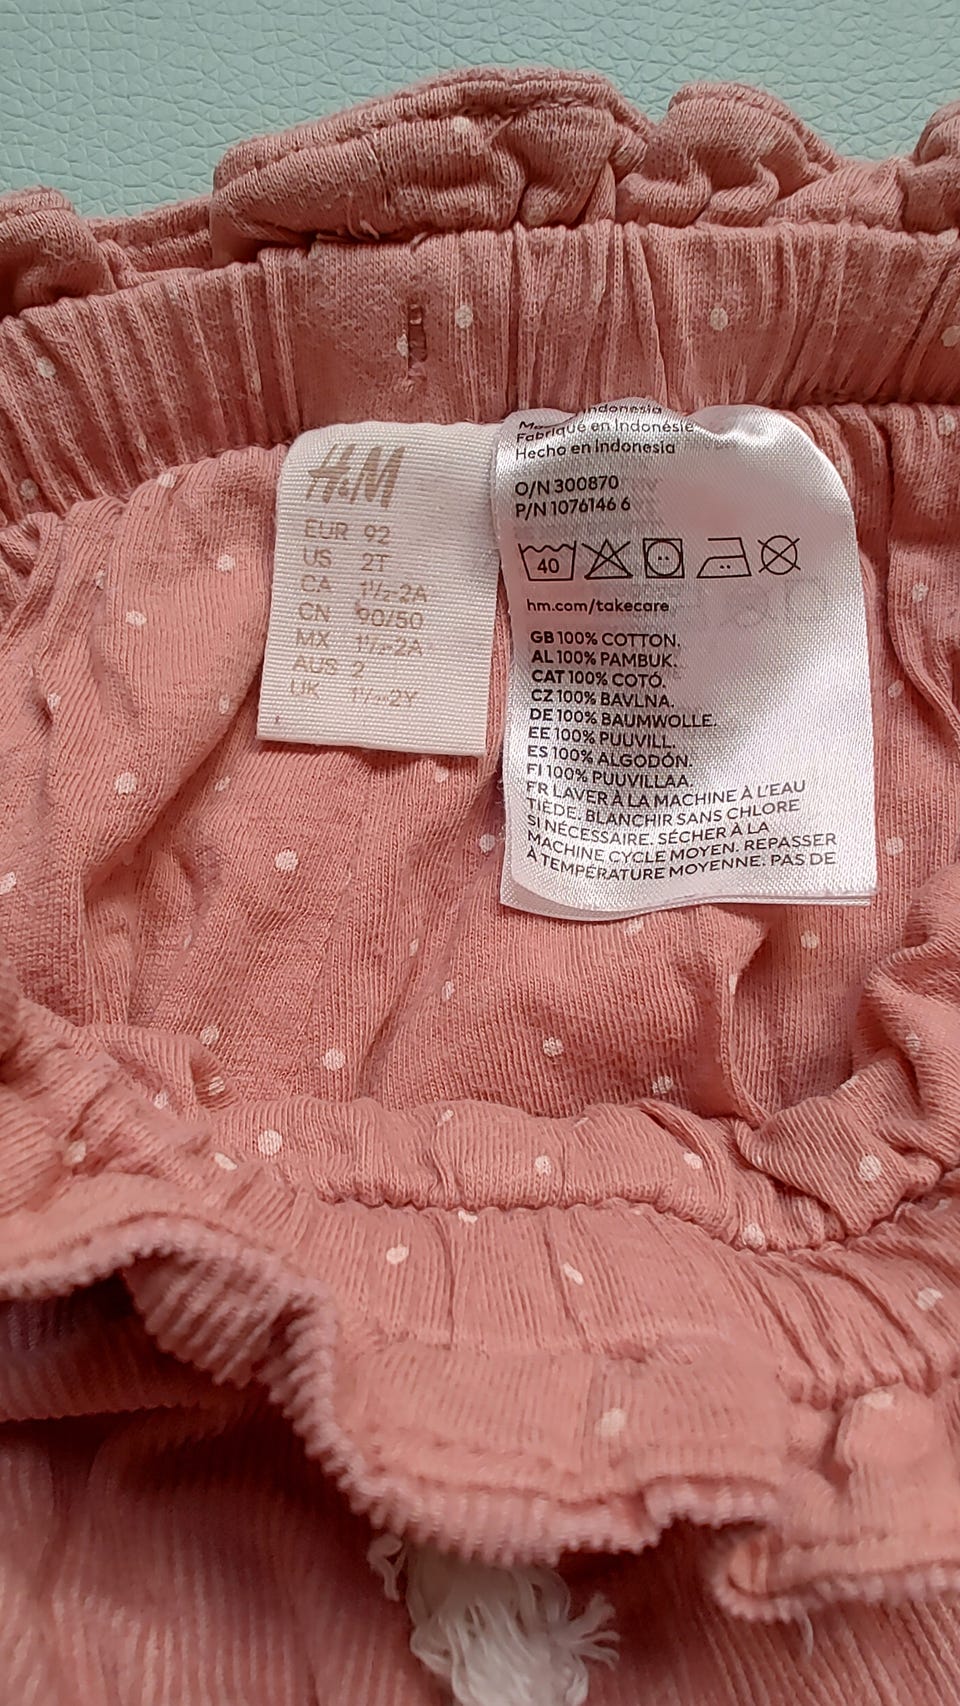 H&M
EUR 92
US 2T
CA 1½-2A
CN 90/50
MX 1½-2A
AUS 2
UK 1½-2Y
Indonesia
Fabriqué en Indonésie
Hecho en Indonesia
O/N 300870
P/N 1076146 6
40
hm.com/takecare
GB 100% COTTON.
AL 100% PAMBUK.
CAT 100% COTÓ.
CZ 100% BAVLNA.
DE 100% BAUMWOLLE.
EE 100% PUUVILL.
ES 100% ALGODÓN.
FI 100% PUUVILLAA.
FR LAVER À LA MACHINE À L'EAU
TIÈDE. BLANCHIR SANS CHLORE
SI NÉCESSAIRE. SÉCHER À LA
MACHINE CYCLE MOYEN. REPASSER
À TEMPÉRATURE MOYENNE. PAS DE